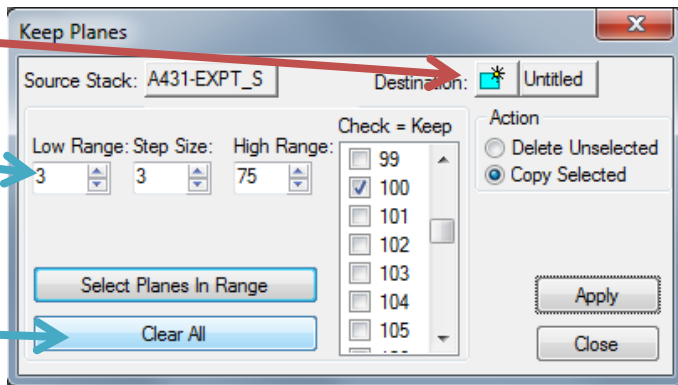 Keep Planes
Source Stack: A431-EXPT_S Destination: Untitled
Low Range: Step Size: High Range:
3 3 75
Check = Keep
99
100
101
102
103
104
105
Action
Delete Unselected
Copy Selected
Select Planes In Range
Clear All
Apply
Close